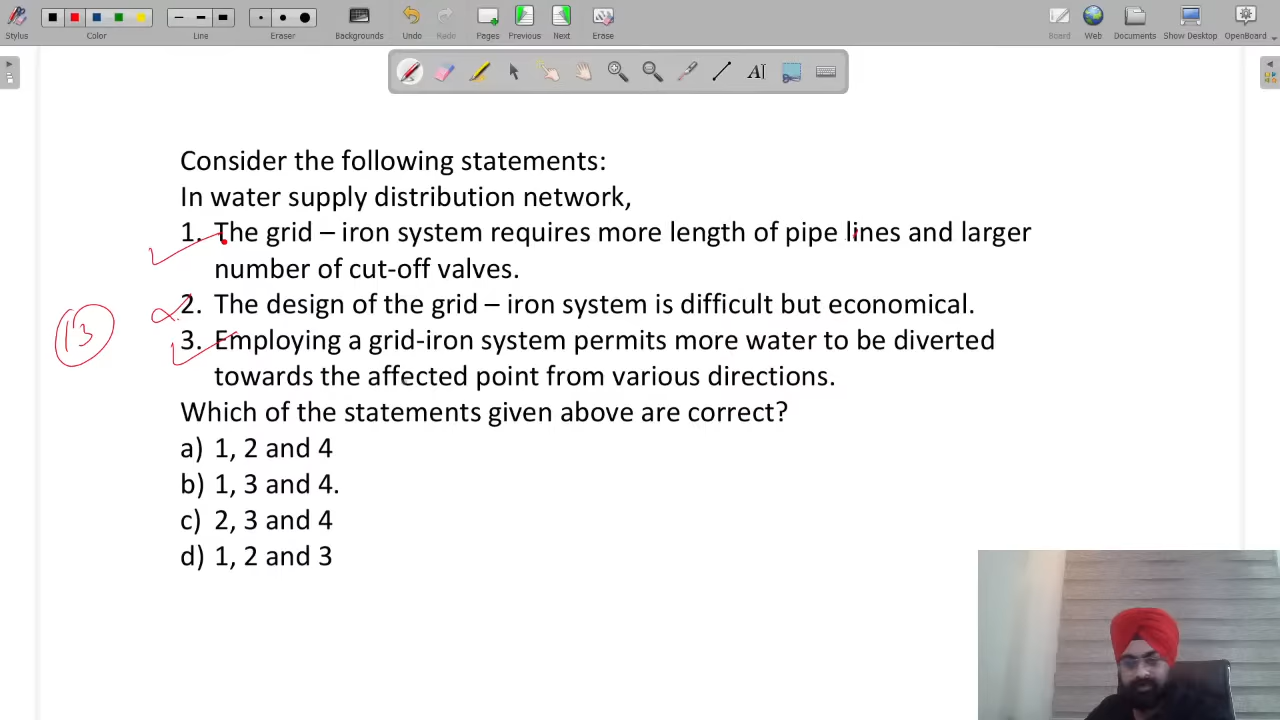 Stylus
Color
Line
Eraser
Backgrounds
Undo
Redo
Pages
Previous
Next
Erase
Board
Web
Documents
Show Desktop
OpenBoard
Consider the following statements:
In water supply distribution network,
1. The grid – iron system requires more length of pipe lines and larger
number of cut-off valves.
2. The design of the grid – iron system is difficult but economical.
13
3. Employing a grid-iron system permits more water to be diverted
towards the affected point from various directions.
Which of the statements given above are correct?
a) 1, 2 and 4
b) 1, 3 and 4.
c) 2, 3 and 4
d) 1, 2 and 3